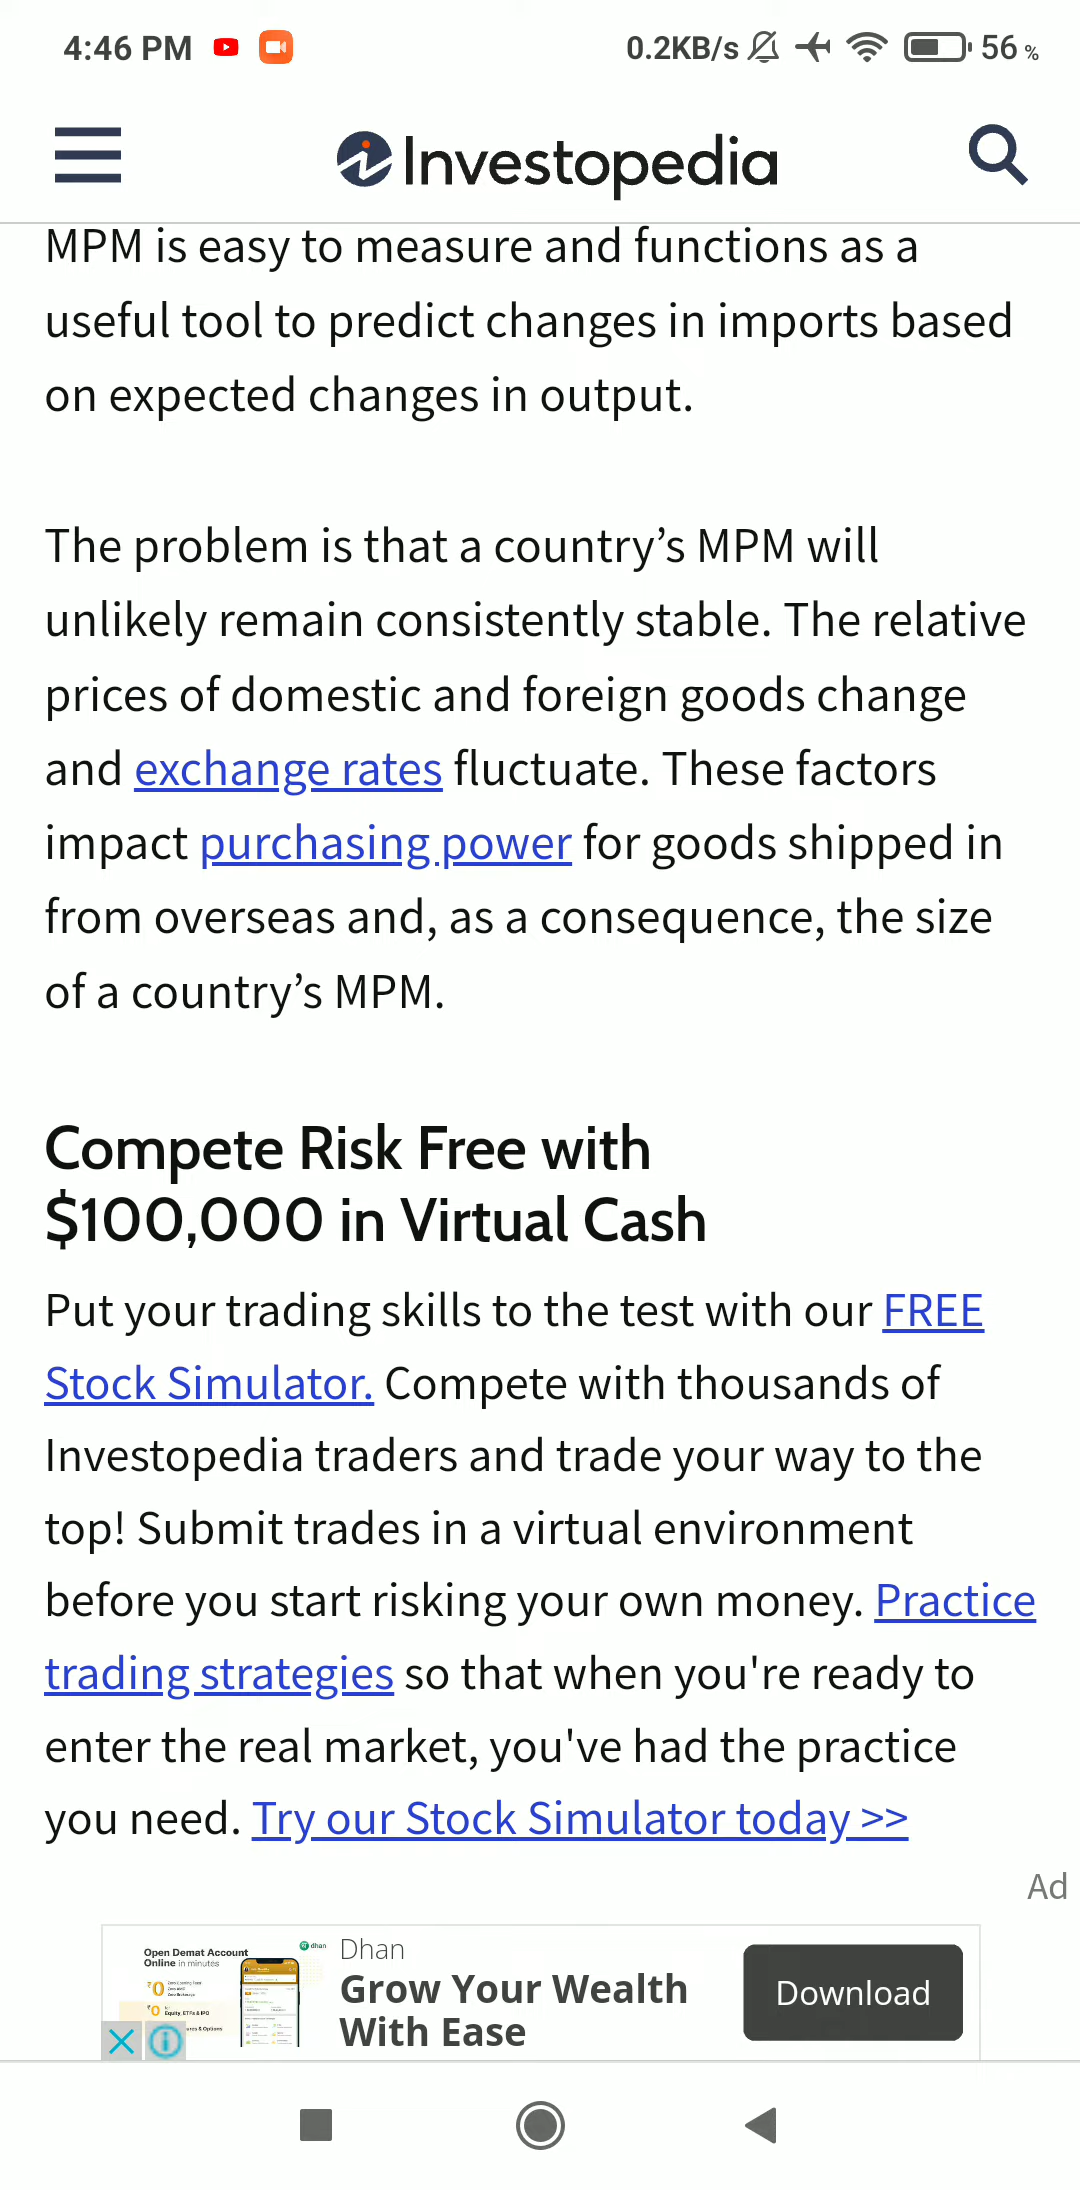 4:46 PM 0.2KB/s 56 %
Investopedia
MPM is easy to measure and functions as a
useful tool to predict changes in imports based
on expected changes in output.
The problem is that a country’s MPM will
unlikely remain consistently stable. The relative
prices of domestic and foreign goods change
and exchange rates fluctuate. These factors
impact purchasing power for goods shipped in
from overseas and, as a consequence, the size
of a country’s MPM.
Compete Risk Free with
$100,000 in Virtual Cash
Put your trading skills to the test with our FREE
Stock Simulator. Compete with thousands of
Investopedia traders and trade your way to the
top! Submit trades in a virtual environment
before you start risking your own money. Practice
trading strategies so that when you're ready to
enter the real market, you've had the practice
you need. Try our Stock Simulator today >>
Ad
dhan
Open Demat Account
Online in minutes
₹0
₹0
Equity, ETFs & IPO
& Options
Dhan
Grow Your Wealth
With Ease
Download